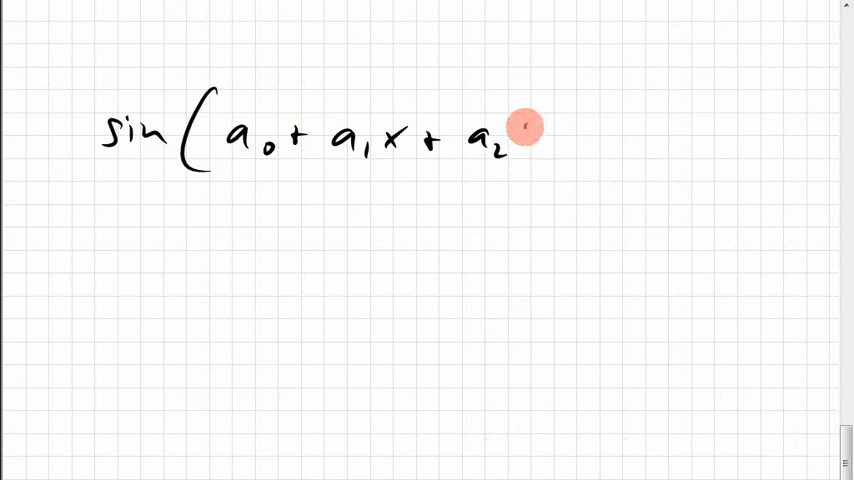 sin ( a₀ + a₁x + a₂